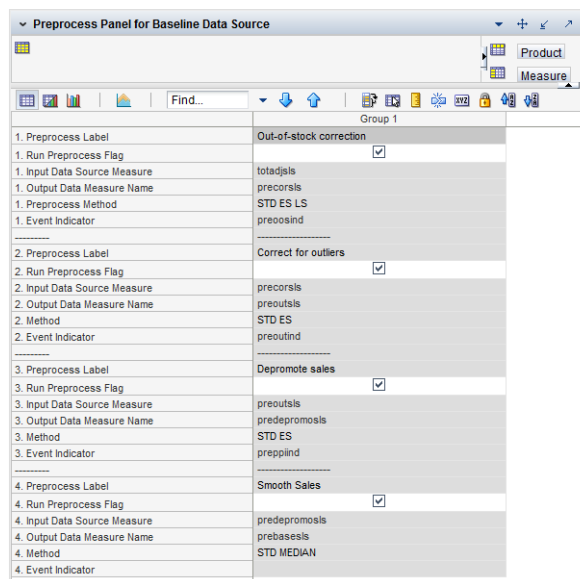 Preprocess Panel for Baseline Data Source
Product
Measure
Find...
XYZ
Group 1
1. Preprocess Label Out-of-stock correction
1. Run Preprocess Flag
1. Input Data Source Measure totadjsls
1. Output Data Measure Name precorsls
1. Preprocess Method STD ES LS
1. Event Indicator preoosind
--------- -------------------
2. Preprocess Label Correct for outliers
2. Run Preprocess Flag
2. Input Data Source Measure precorsls
2. Output Data Measure Name preoutsls
2. Method STD ES
2. Event Indicator preoutind
--------- -------------------
3. Preprocess Label Depromote sales
3. Run Preprocess Flag
3. Input Data Source Measure preoutsls
3. Output Data Measure Name predepromosls
3. Method STD ES
3. Event Indicator preppiind
--------- -------------------
4. Preprocess Label Smooth Sales
4. Run Preprocess Flag
4. Input Data Source Measure predepromosls
4. Output Data Measure Name prebasesls
4. Method STD MEDIAN
4. Event Indicator